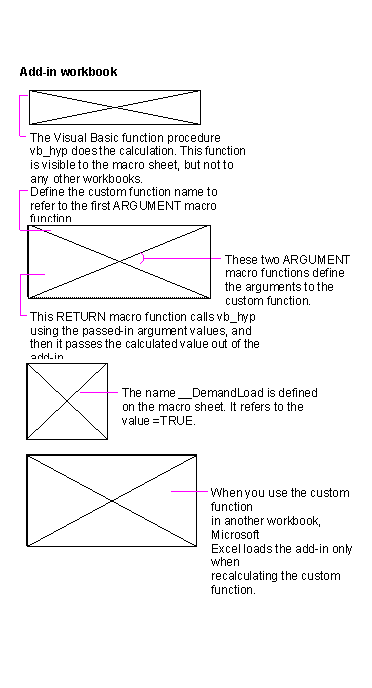 Add-in workbook
The Visual Basic function procedure
vb_hyp does the calculation. This function
is visible to the macro sheet, but not to
any other workbooks.
Define the custom function name to
refer to the first ARGUMENT macro
function
These two ARGUMENT
macro functions define
the arguments to the
custom function.
This RETURN macro function calls vb_hyp
using the passed-in argument values, and
then it passes the calculated value out of the
add-in
The name __DemandLoad is defined
on the macro sheet. It refers to the
value =TRUE.
When you use the custom
function
in another workbook,
Microsoft
Excel loads the add-in only
when
recalculating the custom
function.